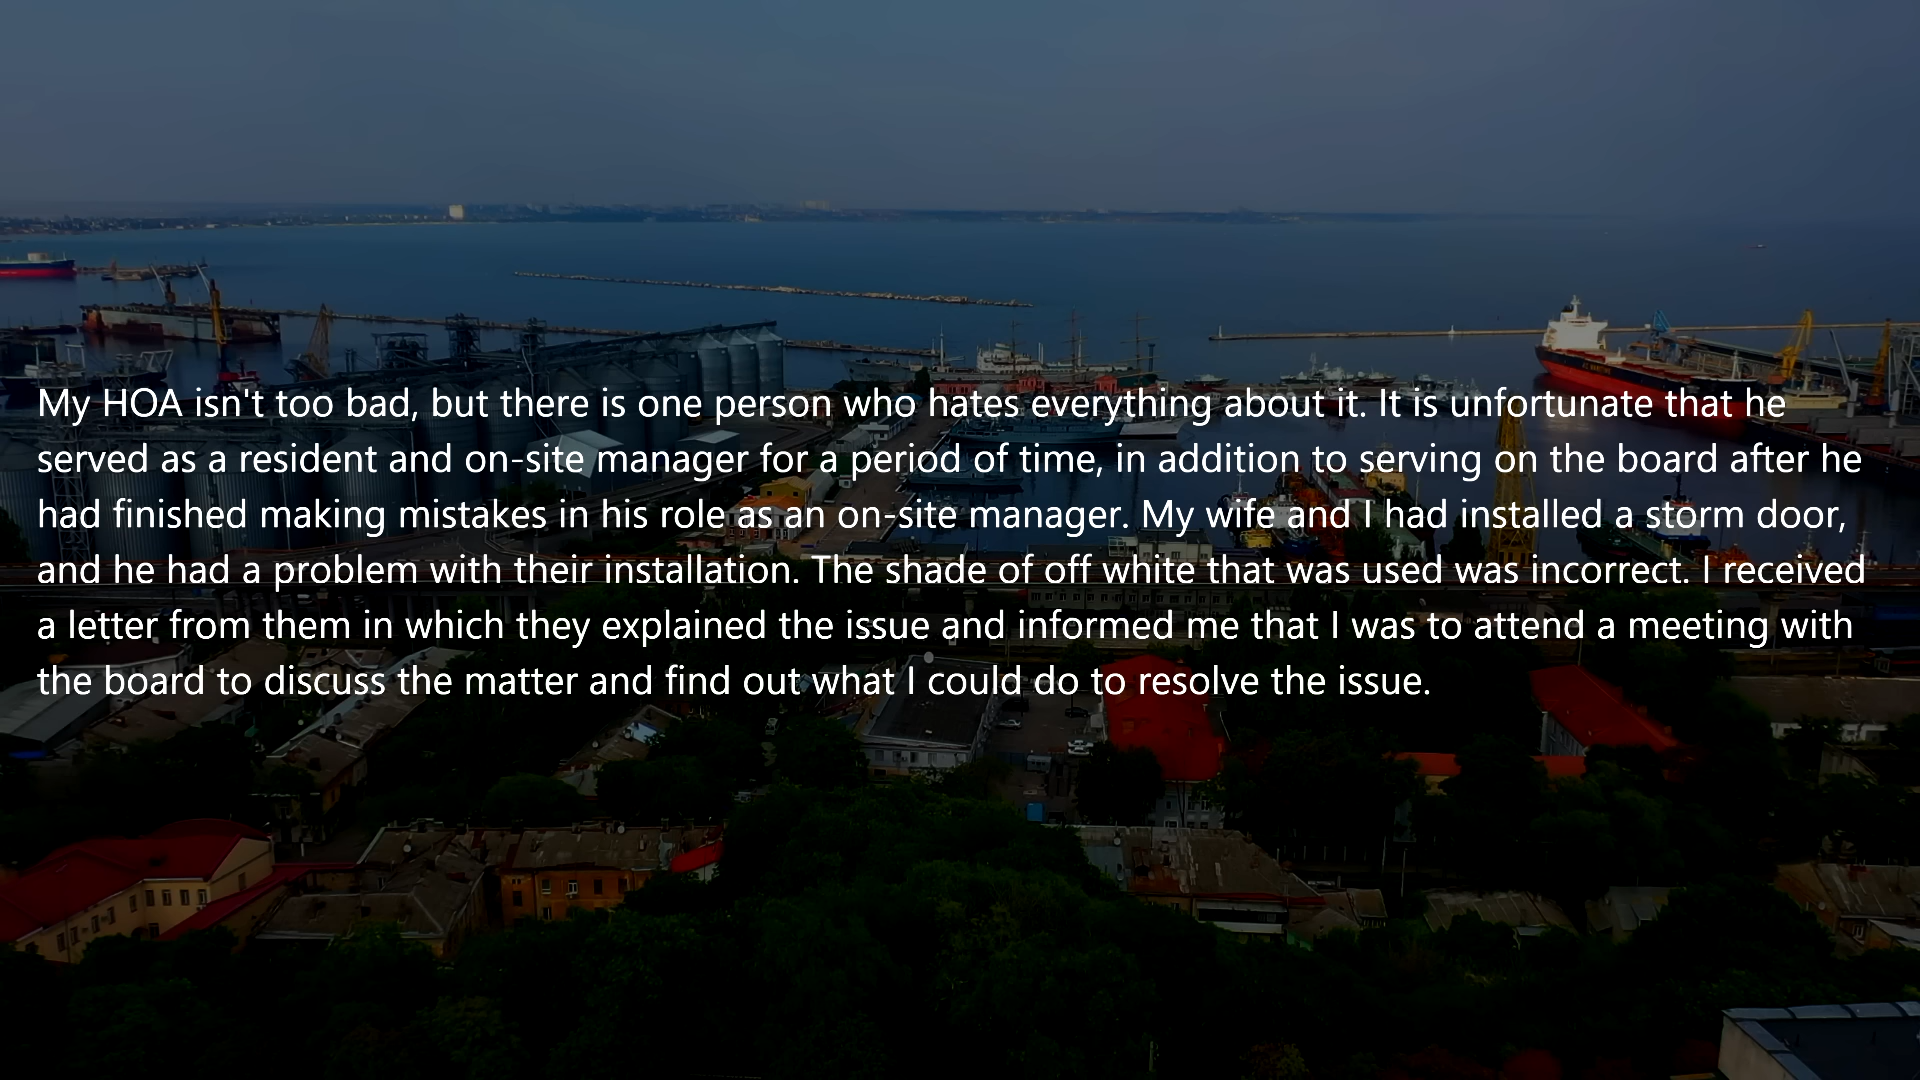 My HOA isn't too bad, but there is one person who hates everything about it. It is unfortunate that he
served as a resident and on-site manager for a period of time, in addition to serving on the board after he
had finished making mistakes in his role as an on-site manager. My wife and I had installed a storm door,
and he had a problem with their installation. The shade of off white that was used was incorrect. I received
a letter from them in which they explained the issue and informed me that I was to attend a meeting with
the board to discuss the matter and find out what I could do to resolve the issue.